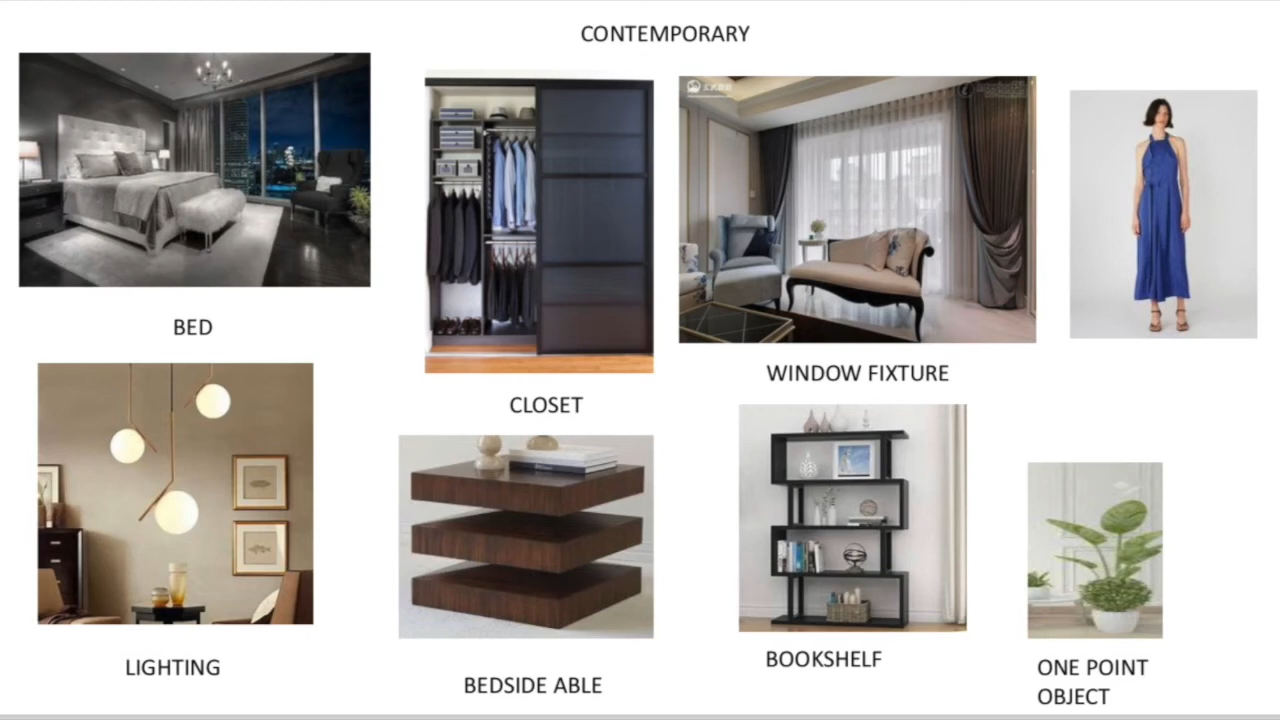 CONTEMPORARY
BED
CLOSET
WINDOW FIXTURE
LIGHTING
BEDSIDE ABLE
BOOKSHELF
ONE POINT
OBJECT